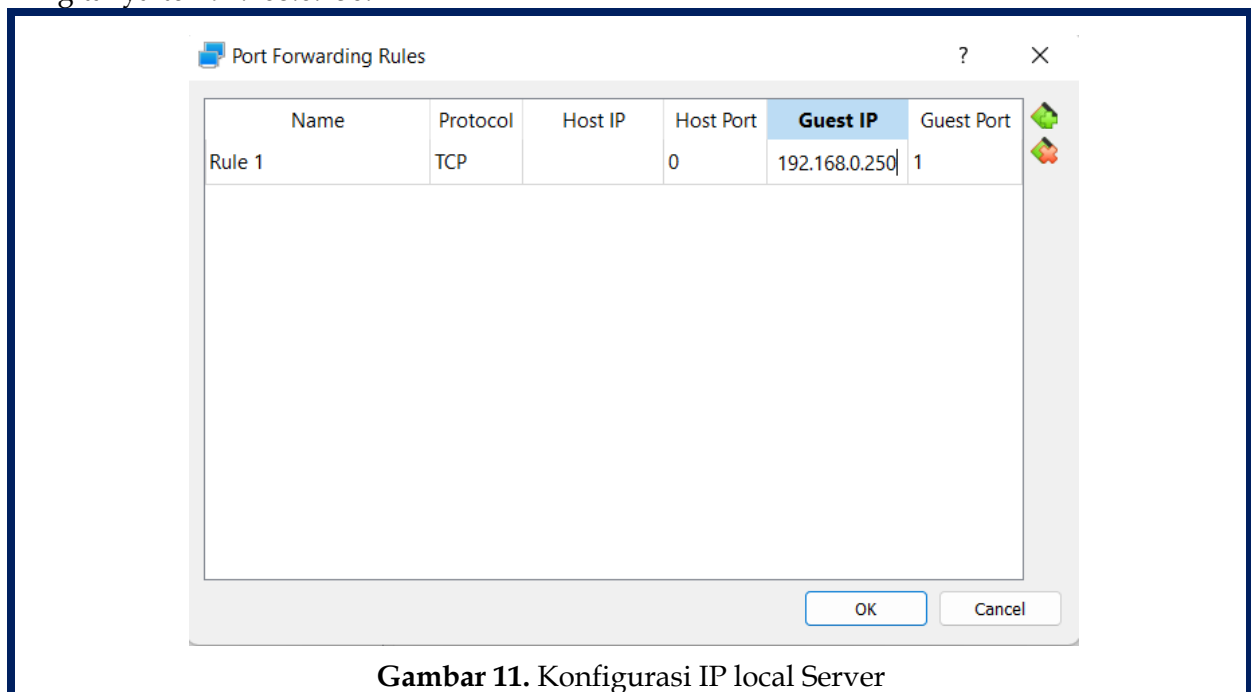 Port Forwarding Rules ? ×
Name Protocol Host IP Host Port Guest IP Guest Port
Rule 1 TCP 0 192.168.0.250 1
OK Cancel
Gambar 11. Konfigurasi IP local Server